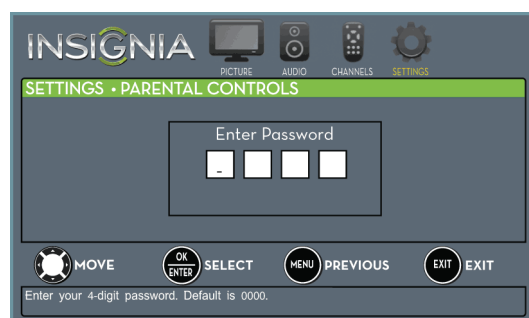 INSIGNIA
PICTURE AUDIO CHANNELS SETTINGS
SETTINGS • PARENTAL CONTROLS
Enter Password
-
MOVE OK ENTER SELECT MENU PREVIOUS EXIT EXIT
Enter your 4-digit password. Default is 0000.